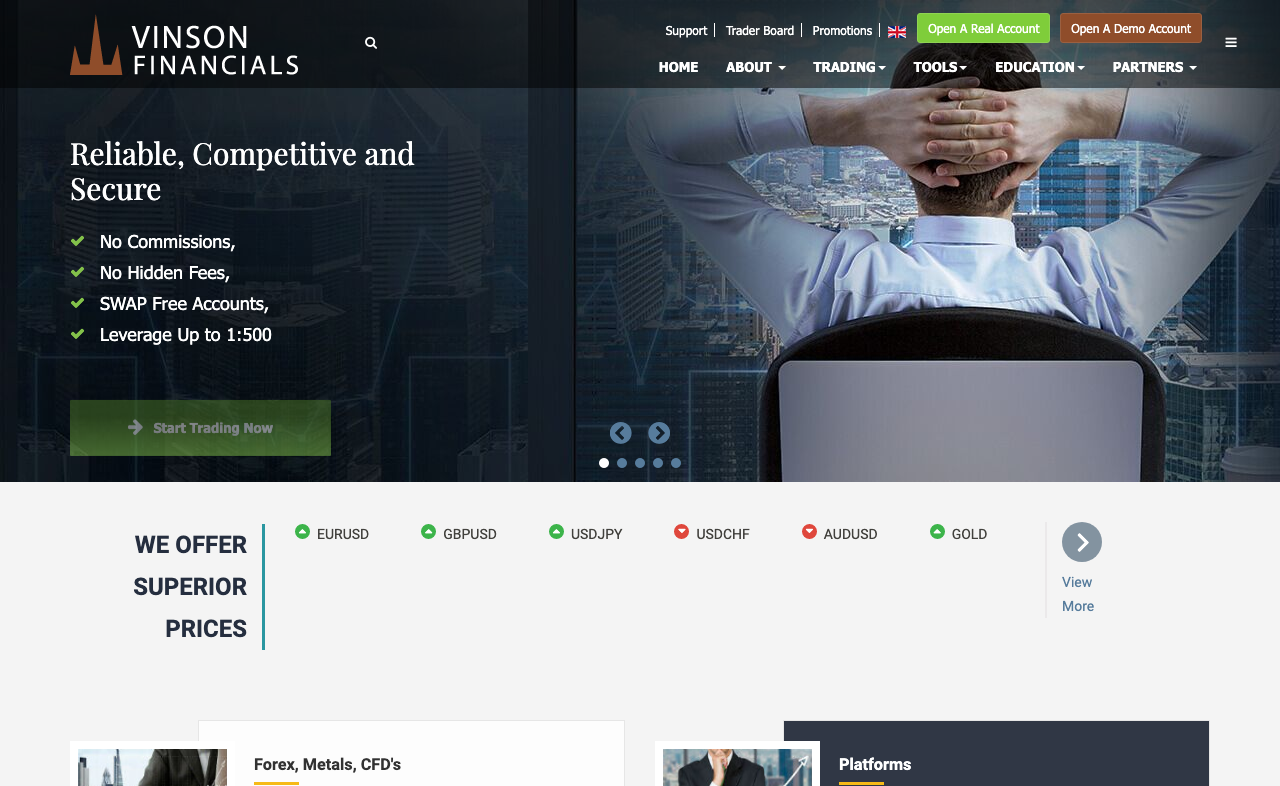 VINSON
FINANCIALS
Support
Trader Board
Promotions
Open A Real Account
Open A Demo Account
HOME
ABOUT
TRADING
TOOLS
EDUCATION
PARTNERS
Reliable, Competitive and
Secure
No Commissions,
No Hidden Fees,
SWAP Free Accounts,
Leverage Up to 1:500
Start Trading Now
WE OFFER
SUPERIOR
PRICES
EURUSD
GBPUSD
USDJPY
USDCHF
AUDUSD
GOLD
View
More
Forex, Metals, CFD's
Platforms